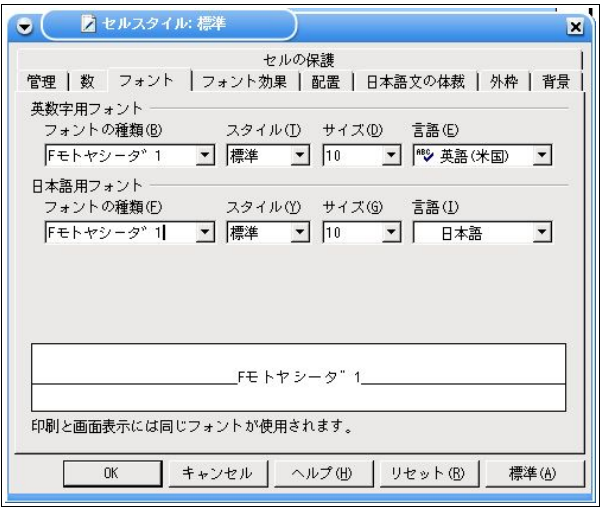 セルスタイル: 標準
セルの保護
管理 数 フォント フォント効果 配置 日本語文の体裁 外枠 背景
英数字用フォント
フォントの種類(B) スタイル(T) サイズ(D) 言語(E)
Fモトヤシータ゛1 標準 10 ABC 英語(米国)
日本語用フォント
フォントの種類(F) スタイル(Y) サイズ(G) 言語(I)
Fモトヤシータ゛1 標準 10 日本語
Fモトヤシータ゛1
印刷と画面表示には同じフォントが使用されます。
OK キャンセル ヘルプ(H) リセット(R) 標準(A)